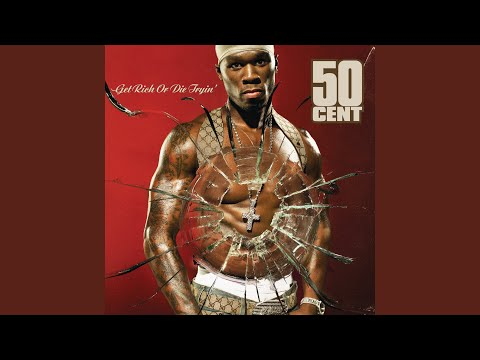 Get Rich Or Die Tryin'
50
CENT